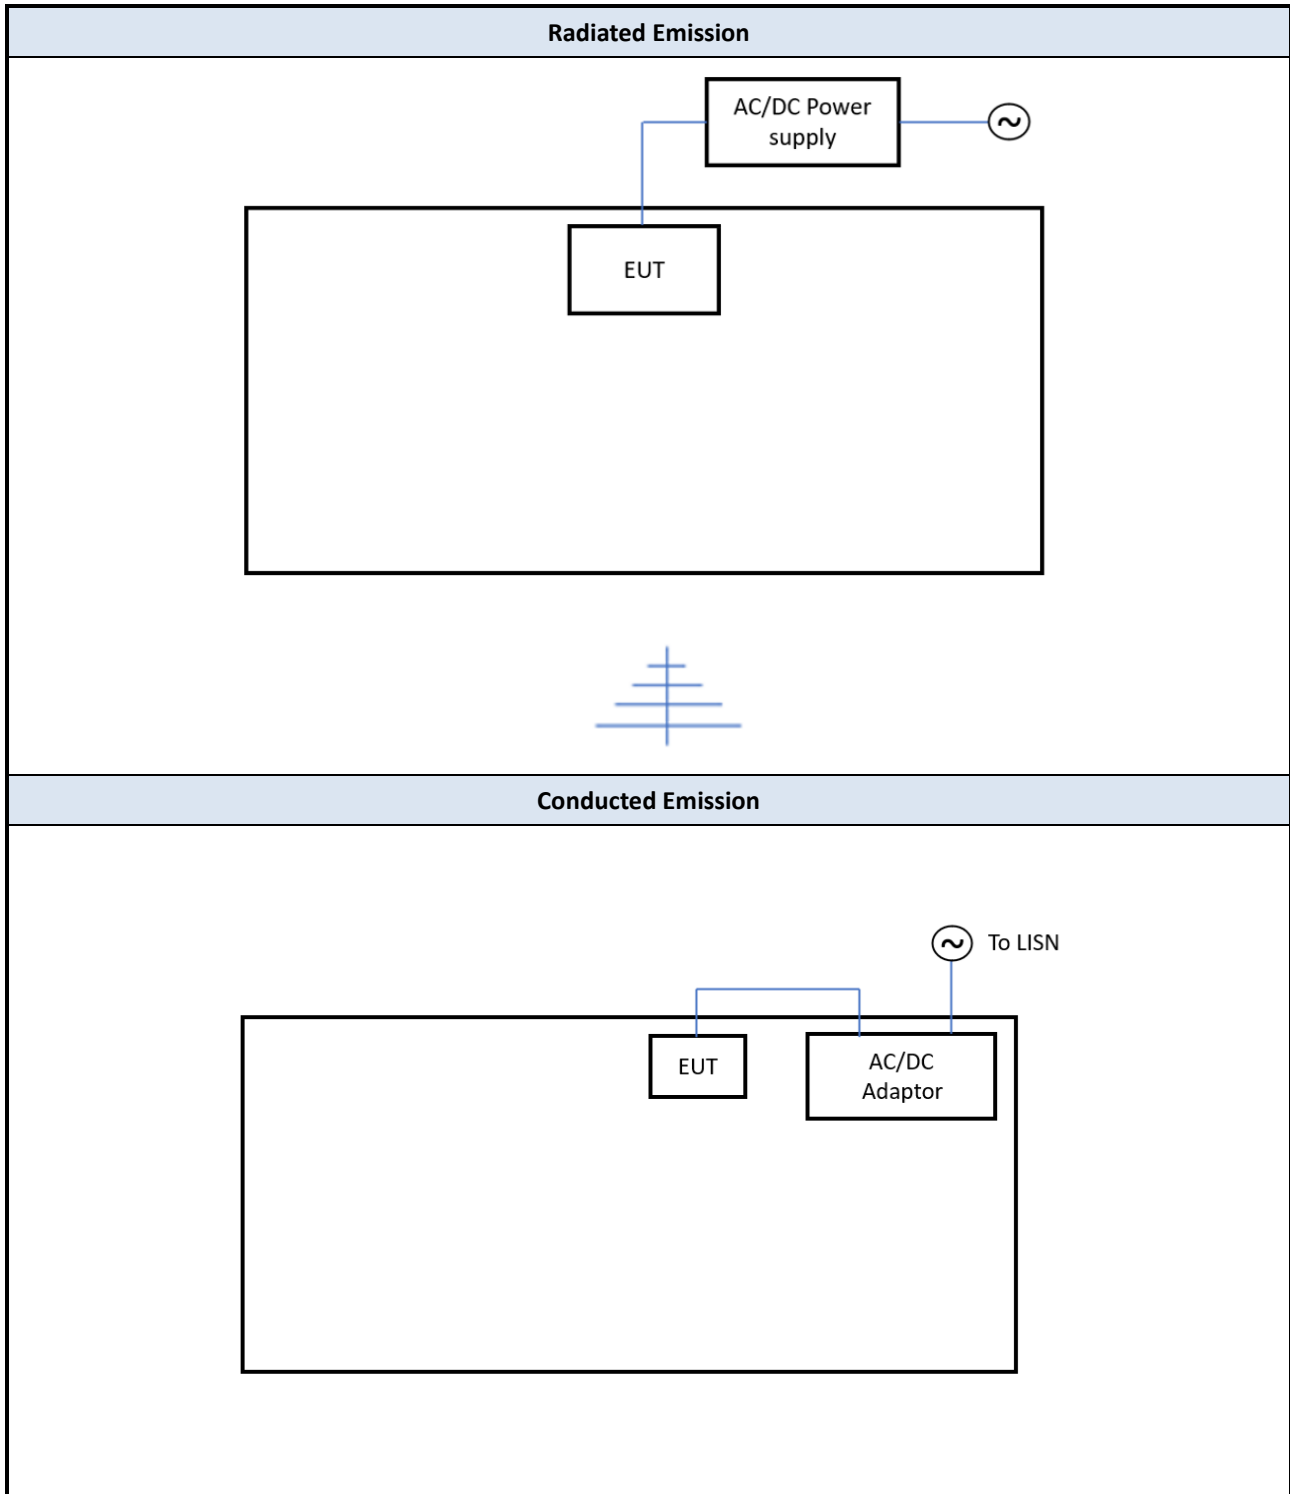 Radiated Emission
AC/DC Power
supply
EUT
Conducted Emission
To LISN
EUT
AC/DC
Adaptor